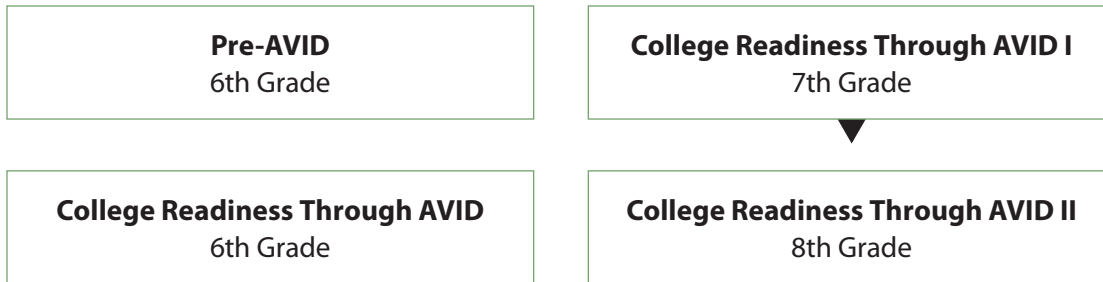 Pre-AVID
6th Grade
College Readiness Through AVID I
7th Grade
College Readiness Through AVID
6th Grade
College Readiness Through AVID II
8th Grade